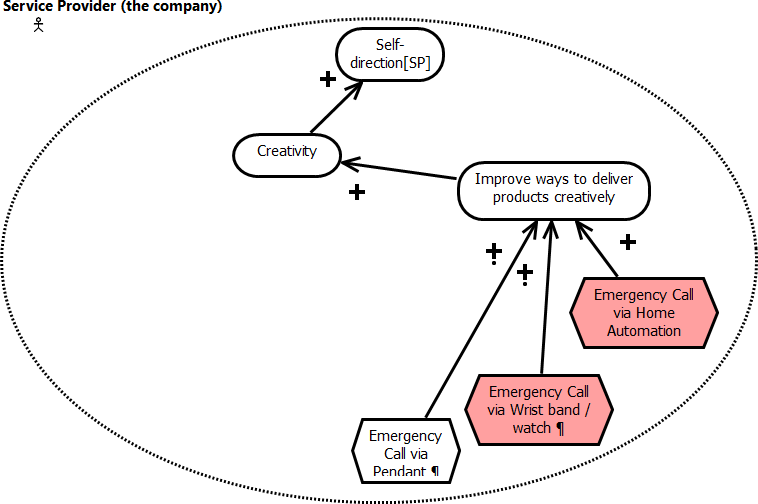 Service Provider (the company)
Self-
direction[SP]
Creativity
Improve ways to deliver
products creatively
Emergency Call
via Home
Automation
Emergency Call
via Wrist band /
watch ¶
Emergency
Call via
Pendant ¶